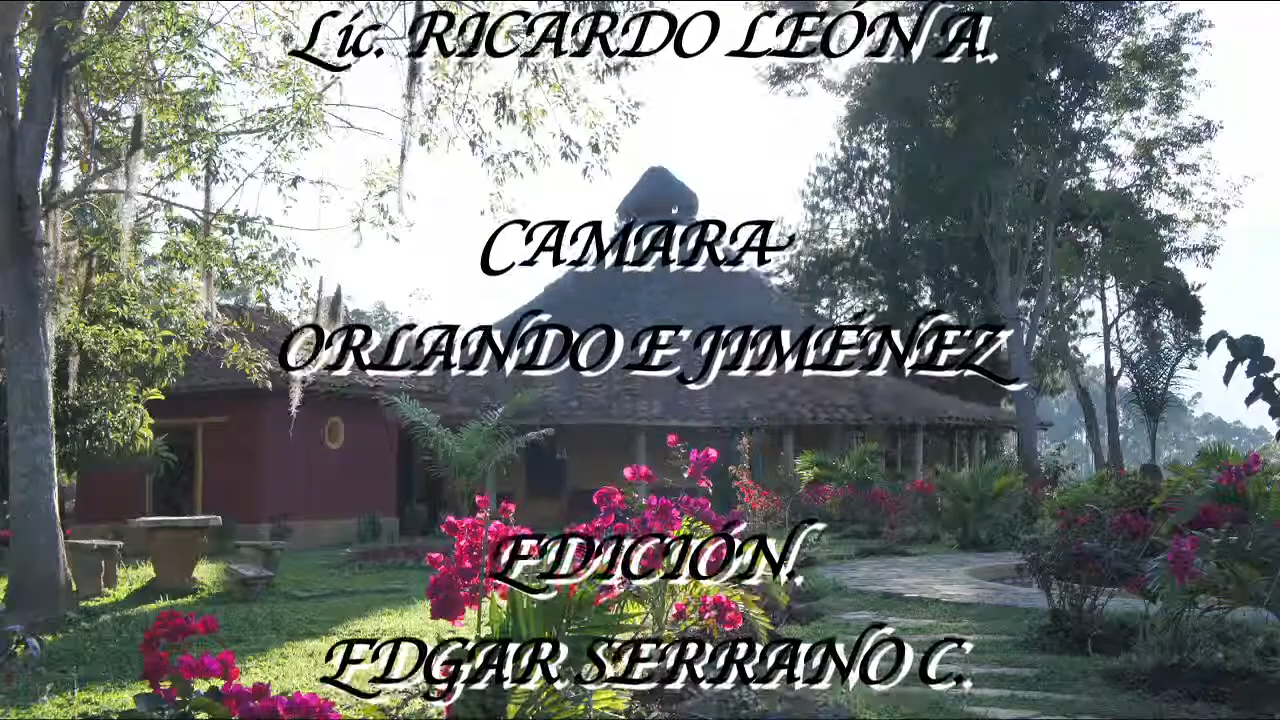 Lic. RICARDO LEÓN A.
CAMARA
ORLANDO E JIMÉNEZ
EDICIÓN.
EDGAR SERRANO C.